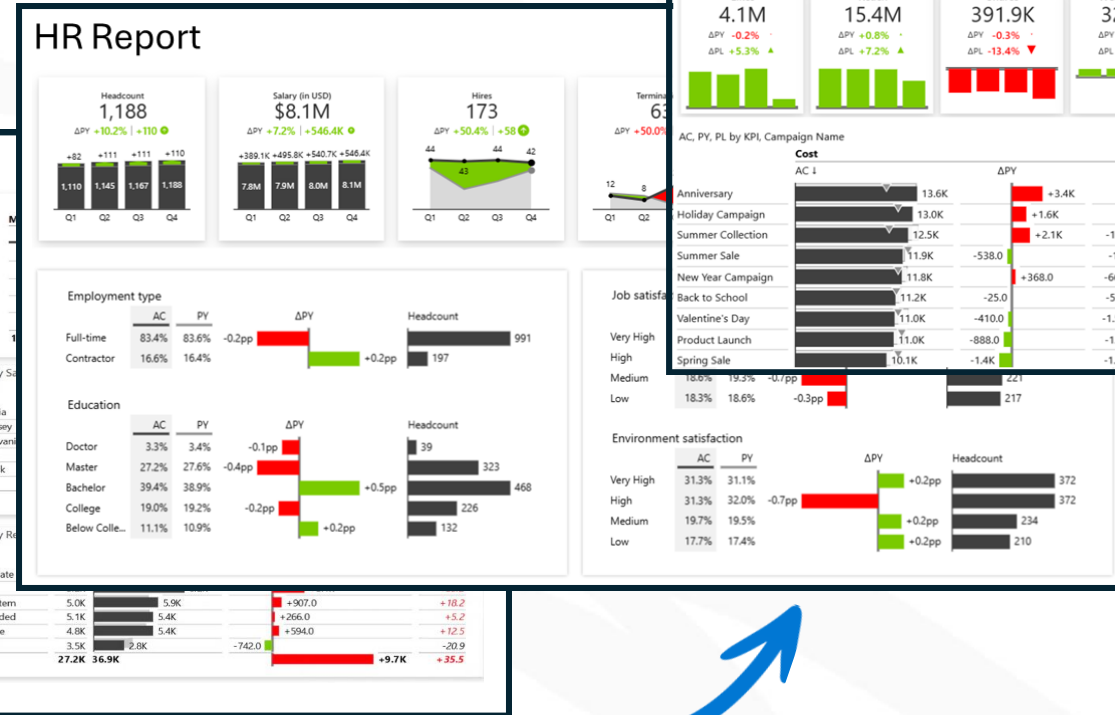 HR Report
Headcount
1,188
ΔPY +10.2% | +110
+82 +111 +111 +110
1,110 1,145 1,167 1,188
Q1 Q2 Q3 Q4
Salary (in USD)
$8.1M
ΔPY +7.2% | +546.4K
+389.1K +495.8K +540.7K +546.4K
7.8M 7.9M 8.0M 8.1M
Q1 Q2 Q3 Q4
Hires
173
ΔPY +50.4% | +58
44 43 44 42
Q1 Q2 Q3 Q4
Termina
63
ΔPY +50.0%
12 8
Q1 Q2
4.1M
ΔPY -0.2%
ΔPL +5.3%
15.4M
ΔPY +0.8%
ΔPL +7.2%
391.9K
ΔPY -0.3%
ΔPL -13.4%
ΔPY
ΔPL
AC, PY, PL by KPI, Campaign Name
Cost
AC↓ ΔPY
Anniversary 13.6K +3.4K
Holiday Campaign 13.0K +1.6K
Summer Collection 12.5K +2.1K
Summer Sale 11.9K -538.0
New Year Campaign 11.8K +368.0
Back to School 11.2K -25.0
Valentine's Day 11.0K -410.0
Product Launch 11.0K -888.0
Spring Sale 10.1K -1.4K
Employment type
AC PY ΔPY Headcount
Full-time 83.4% 83.6% -0.2pp 991
Contractor 16.6% 16.4% +0.2pp 197
Education
AC PY ΔPY Headcount
Doctor 3.3% 3.4% -0.1pp 39
Master 27.2% 27.6% -0.4pp 323
Bachelor 39.4% 38.9% +0.5pp 468
College 19.0% 19.2% -0.2pp 226
Below Colle... 11.1% 10.9% +0.2pp 132
Job satisfa
Very High
High
Medium 18.6% 19.3% -0.7pp 221
Low 18.3% 18.6% -0.3pp 217
Environment satisfaction
AC PY ΔPY Headcount
Very High 31.3% 31.1% +0.2pp 372
High 31.3% 32.0% -0.7pp 372
Medium 19.7% 19.5% +0.2pp 234
Low 17.7% 17.4% +0.2pp 210
tem 5.0K 5.9K +907.0 +18.2
ded 5.1K 5.4K +266.0 +5.2
e 4.8K 5.4K +594.0 +12.5
3.5K 2.8K -742.0 -20.9
27.2K 36.9K +9.7K +35.5